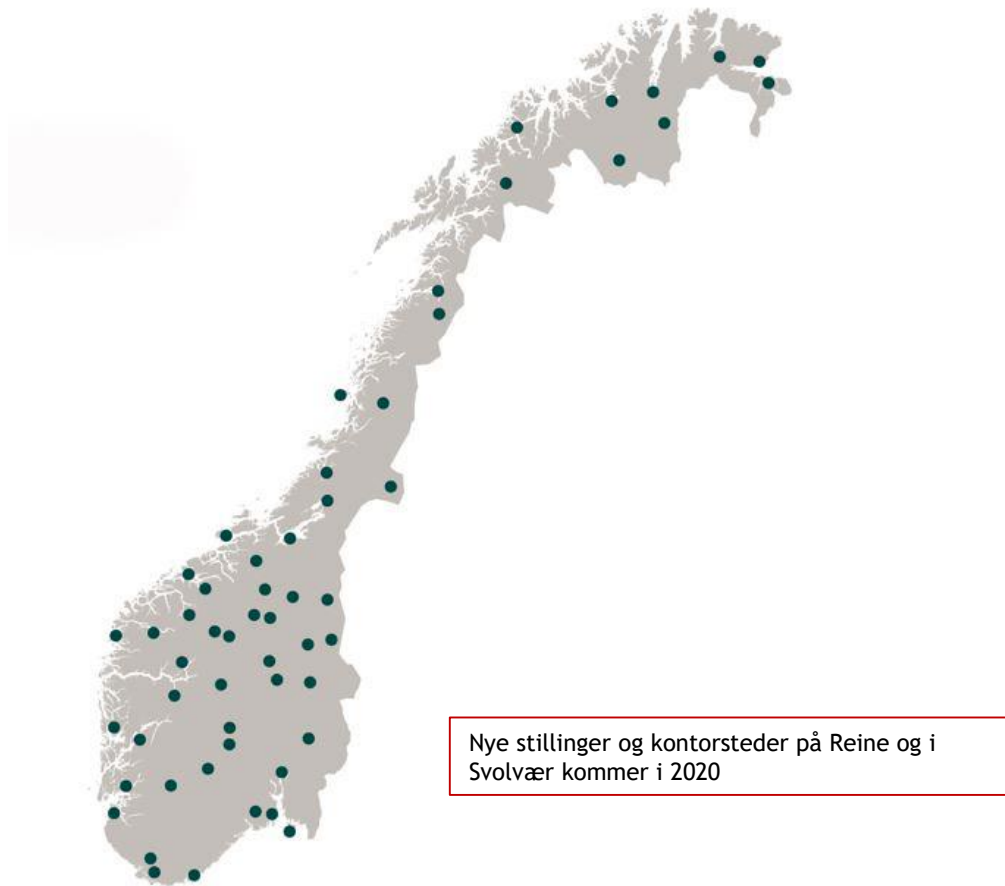 Nye stillinger og kontorsteder på Reine og i
Svolvær kommer i 2020